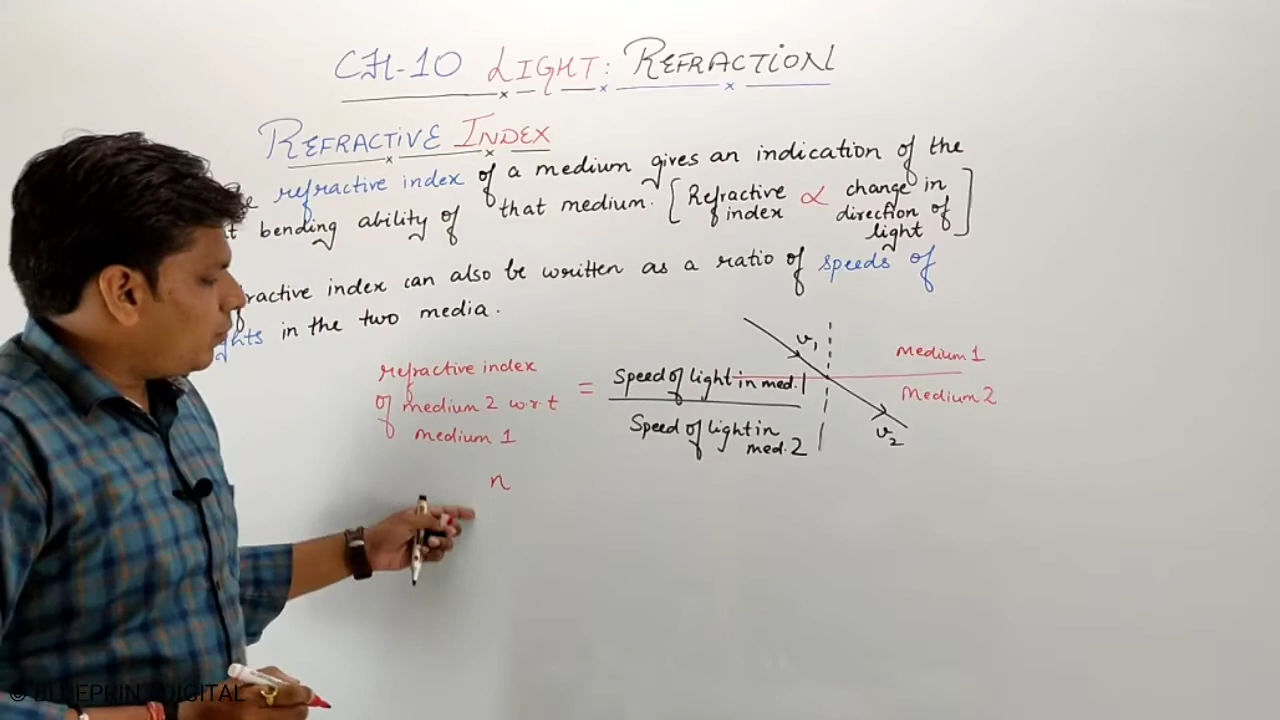 CH-10 LIGHT: REFRACTION
REFRACTIVE INDEX
refractive index of a medium gives an indication of the
bending ability of that medium. [Refractive index ∝ change in direction of light]
index can also be written as a ratio of speeds of
in the two media.
refractive index of medium 2 w.r.t medium 1 = Speed of light in med. 1 / Speed of light in med. 2
v₁
Medium 1
Medium 2
v₂
n